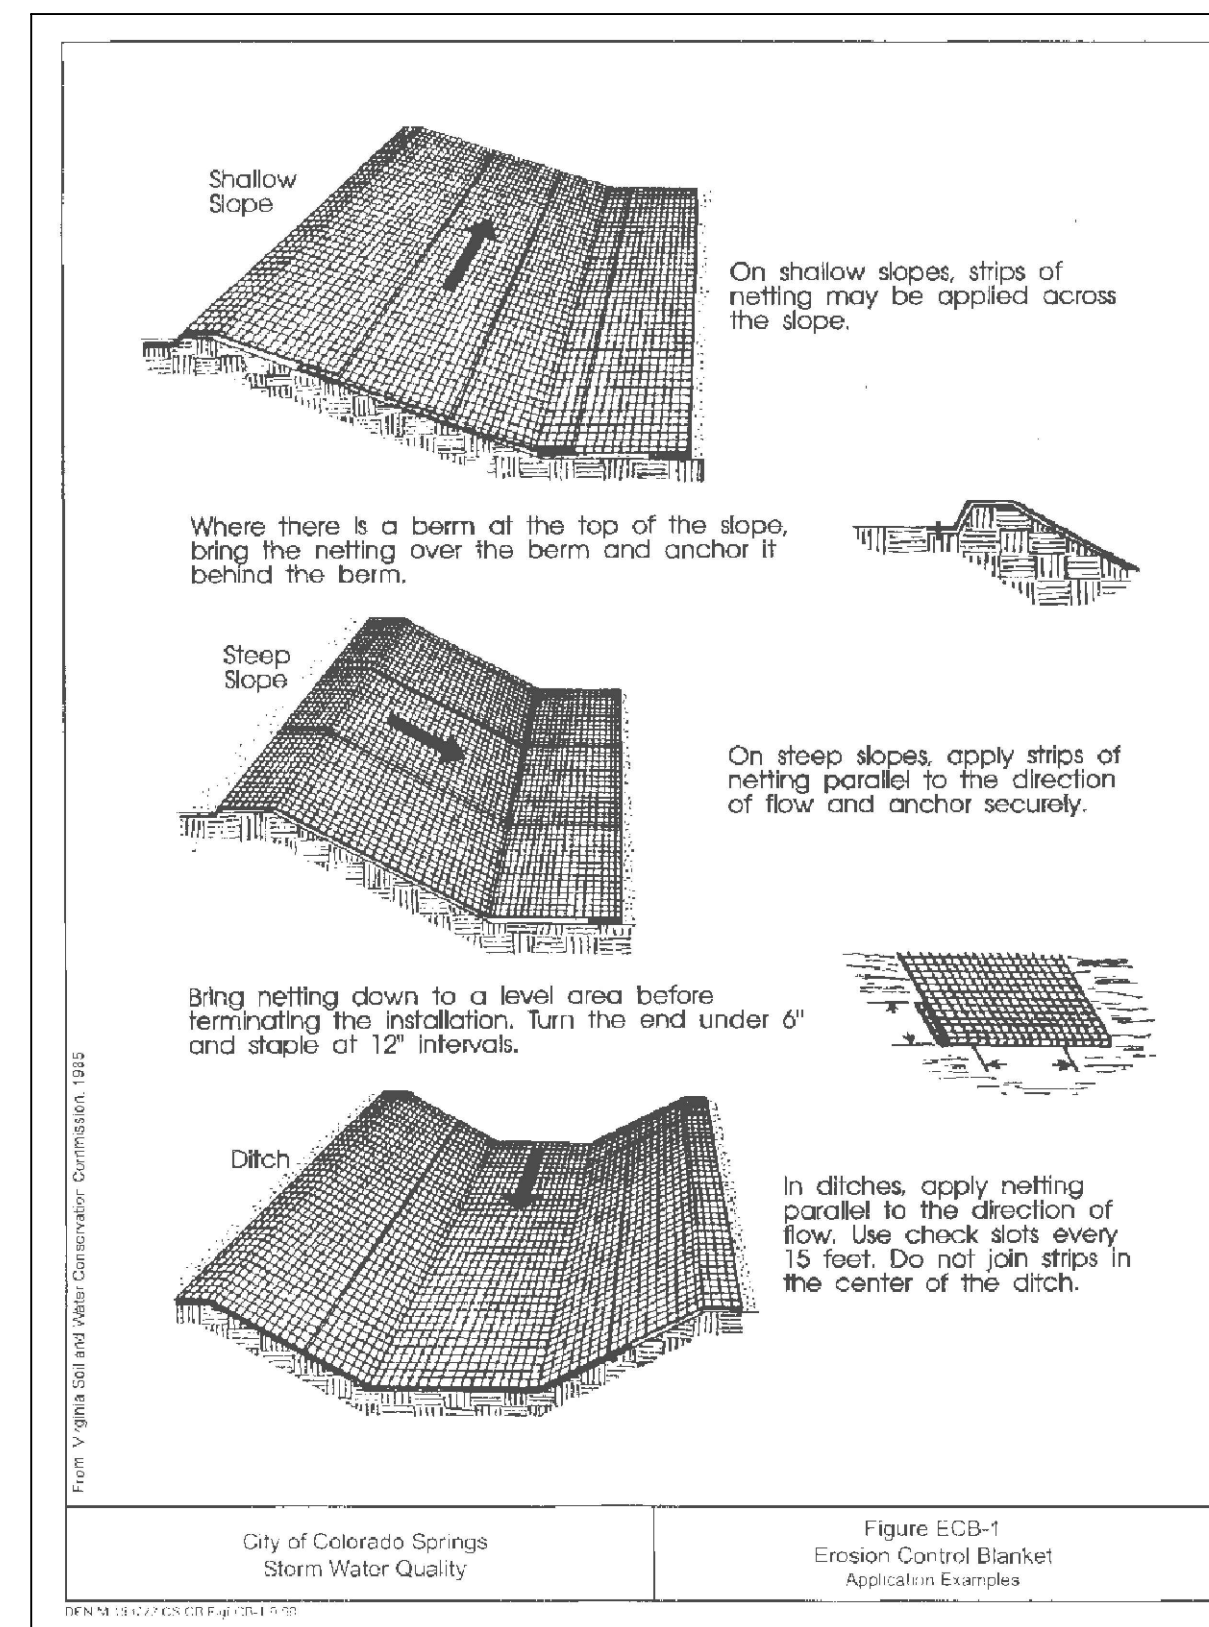 Shallow
Slope
On shallow slopes, strips of
netting may be applied across
the slope.
Where there is a berm at the top of the slope,
bring the netting over the berm and anchor it
behind the berm.
Steep
Slope
On steep slopes, apply strips of
netting parallel to the direction
of flow and anchor securely.
Bring netting down to a level area before
terminating the installation. Turn the end under 6"
and staple at 12" intervals.
Ditch
In ditches, apply netting
parallel to the direction of
flow. Use check slots every
15 feet. Do not join strips in
the center of the ditch.
From Virginia Soil and Water Conservation Commission, 1985
City of Colorado Springs
Storm Water Quality
Figure ECB-1
Erosion Control Blanket
Application Examples